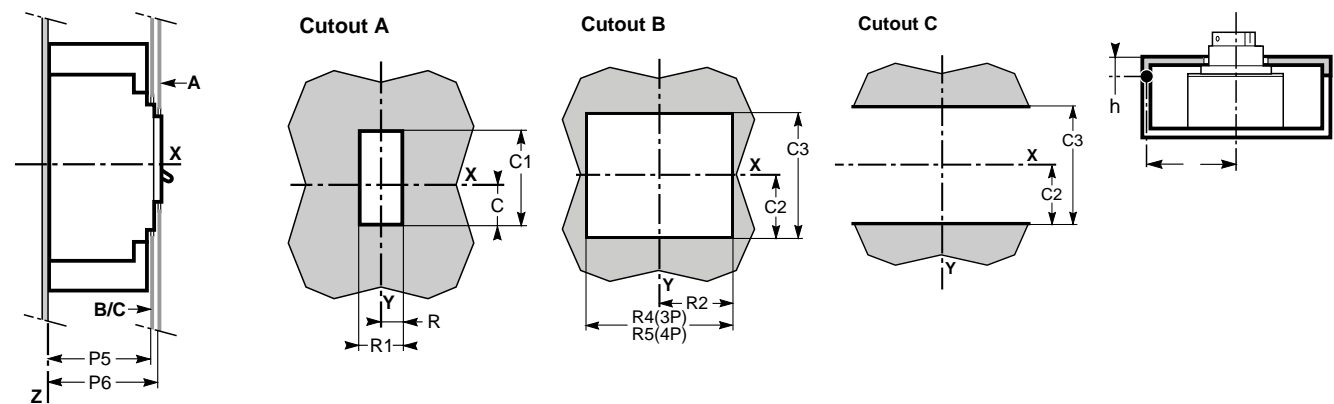 A
X
B/C
P5
P6
Z
Cutout A
X
C1
C
Y
R
R1
Cutout B
X
C3
C2
Y
R2
R4(3P)
R5(4P)
Cutout C
X
C3
C2
Y
h